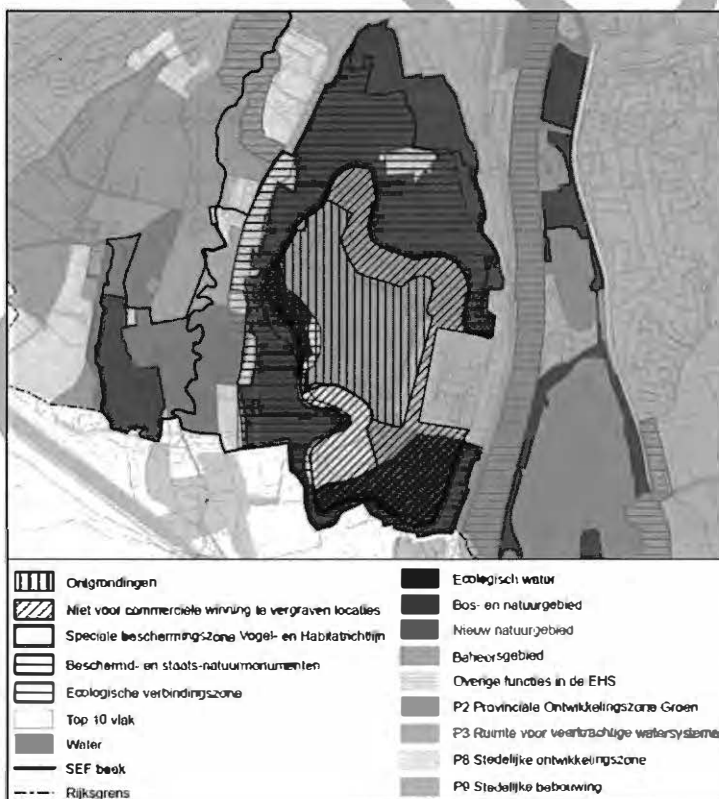 Ontgrondingen
Niet voor commerciële winning te vergraven locaties
Speciale beschermingszone Vogel- en Habitatrichtlijn
Beschermd- en staats-natuurmonumenten
Ecologische verbindingszone
Top 10 vlak
Water
SEF beek
Rijksgrens
Ecologisch water
Bos- en natuurgebied
Nieuw natuurgebied
Beheersgebied
Overige functies in de EHS
P2 Provinciale Ontwikkelingszone Groen
P3 Ruimte voor veerkrachtige watersysteme
P8 Stedelijke ontwikkelingszone
P9 Stedelijke bebouwing